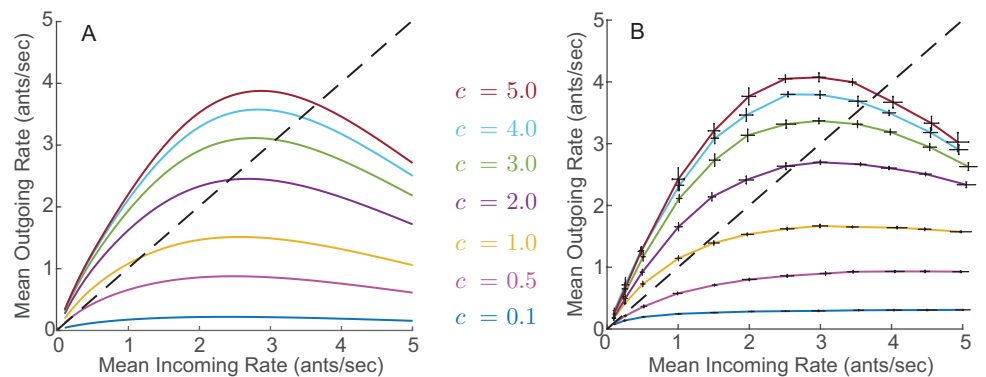 A
Mean Outgoing Rate (ants/sec)
5
4
3
2
1
0
0 1 2 3 4 5
Mean Incoming Rate (ants/sec)
c = 5.0
c = 4.0
c = 3.0
c = 2.0
c = 1.0
c = 0.5
c = 0.1
B
Mean Outgoing Rate (ants/sec)
5
4
3
2
1
0
0 1 2 3 4 5
Mean Incoming Rate (ants/sec)